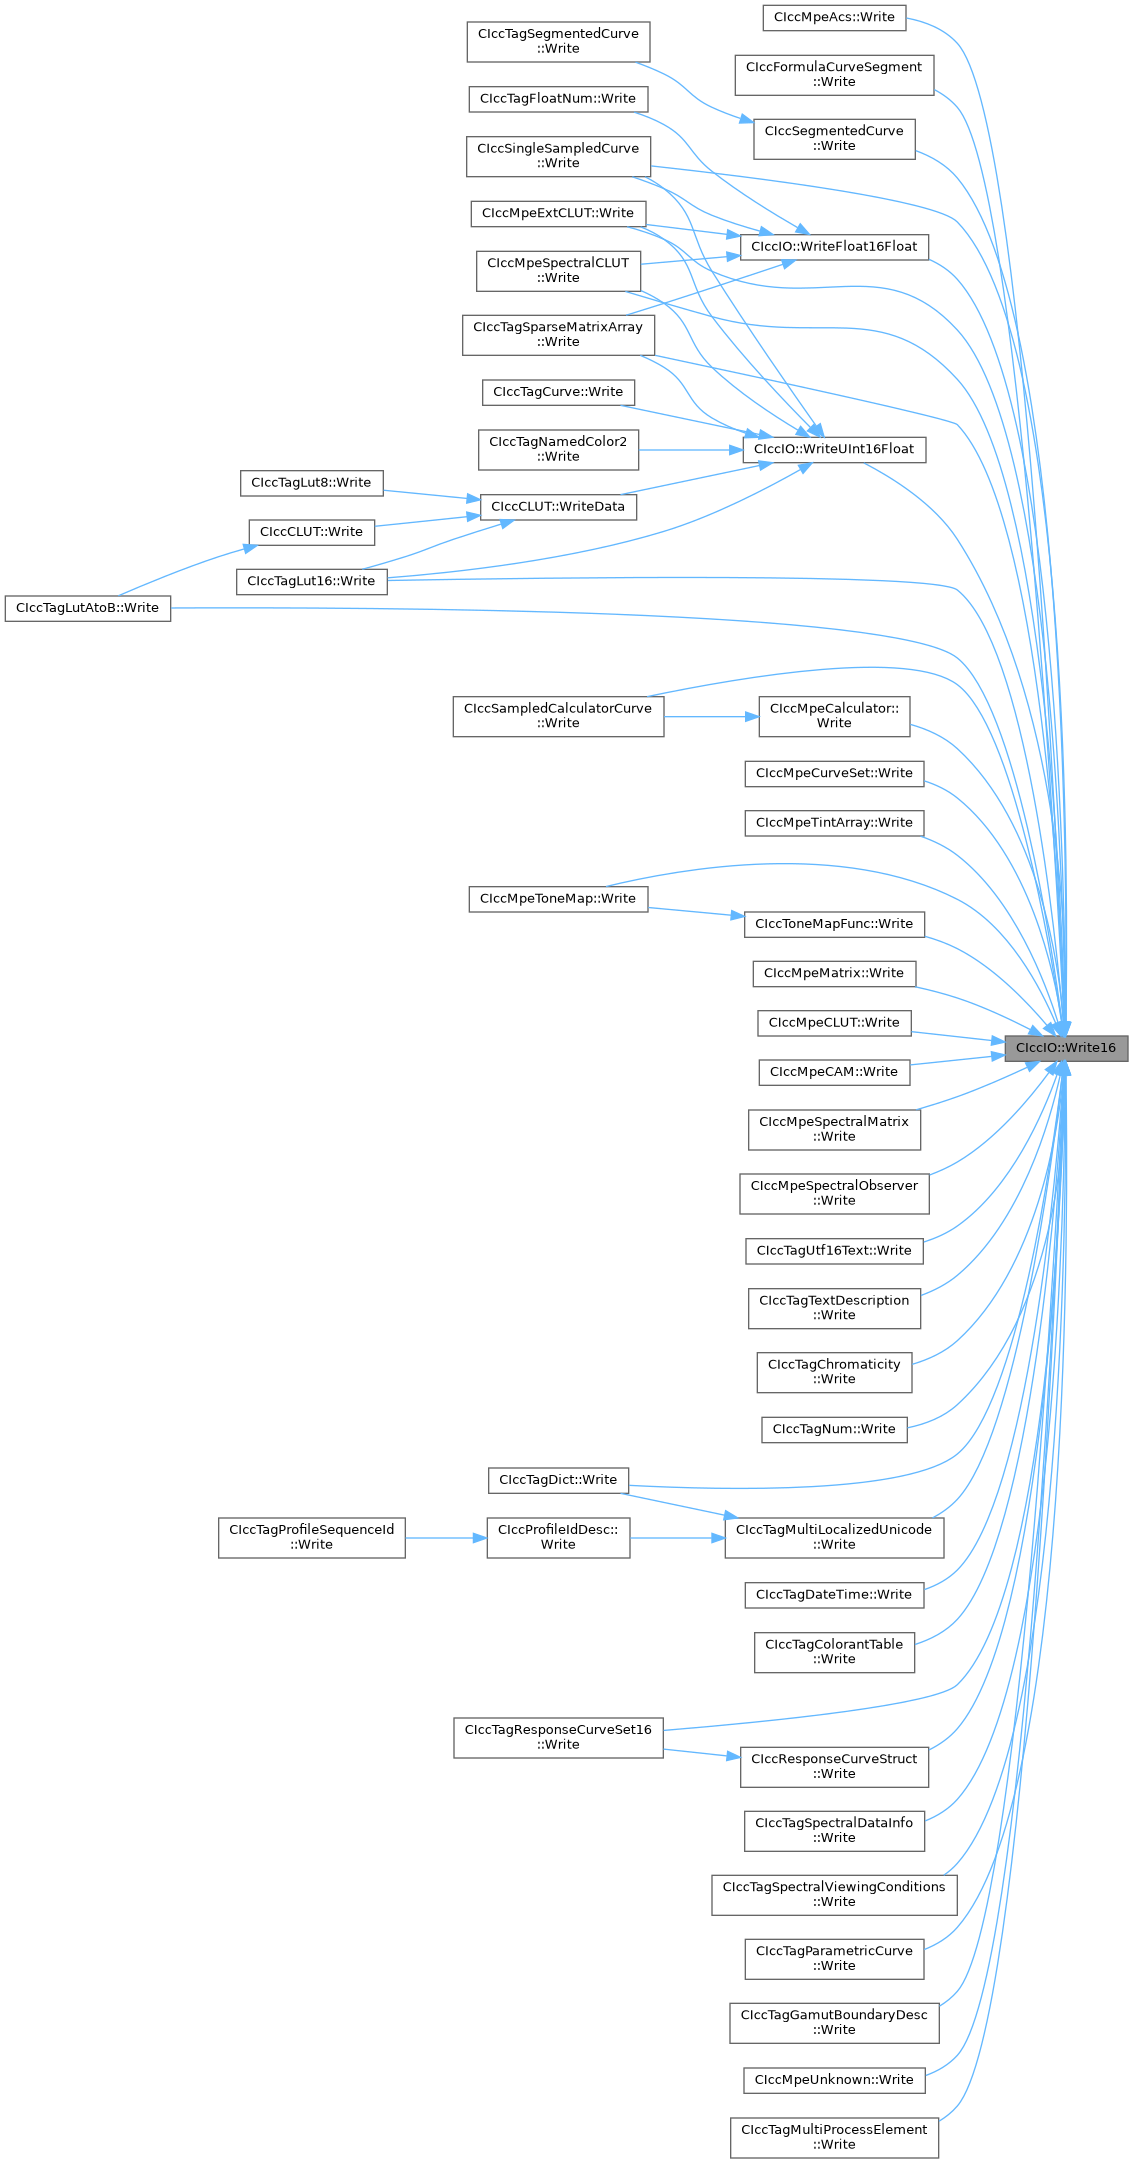 CIccMpeAcs::Write
CIccTagSegmentedCurve
::Write
CIccFormulaCurveSegment
::Write
CIccTagFloatNum::Write
CIccSegmentedCurve
::Write
CIccSingleSampledCurve
::Write
CIccMpeExtCLUT::Write
CIccIO::WriteFloat16Float
CIccMpeSpectralCLUT
::Write
CIccTagSparseMatrixArray
::Write
CIccTagCurve::Write
CIccTagNamedColor2
::Write
CIccIO::WriteUInt16Float
CIccTagLut8::Write
CIccCLUT::WriteData
CIccCLUT::Write
CIccTagLut16::Write
CIccTagLutAtoB::Write
CIccSampledCalculatorCurve
::Write
CIccMpeCalculator::
Write
CIccMpeCurveSet::Write
CIccMpeTintArray::Write
CIccMpeToneMap::Write
CIccToneMapFunc::Write
CIccMpeMatrix::Write
CIccMpeCLUT::Write
CIccIO::Write16
CIccMpeCAM::Write
CIccMpeSpectralMatrix
::Write
CIccMpeSpectralObserver
::Write
CIccTagUtf16Text::Write
CIccTagTextDescription
::Write
CIccTagChromaticity
::Write
CIccTagNum::Write
CIccTagDict::Write
CIccTagProfileSequenceId
::Write
CIccProfileIdDesc::
Write
CIccTagMultiLocalizedUnicode
::Write
CIccTagDateTime::Write
CIccTagColorantTable
::Write
CIccTagResponseCurveSet16
::Write
CIccResponseCurveStruct
::Write
CIccTagSpectralDataInfo
::Write
CIccTagSpectralViewingConditions
::Write
CIccTagParametricCurve
::Write
CIccTagGamutBoundaryDesc
::Write
CIccMpeUnknown::Write
CIccTagMultiProcessElement
::Write